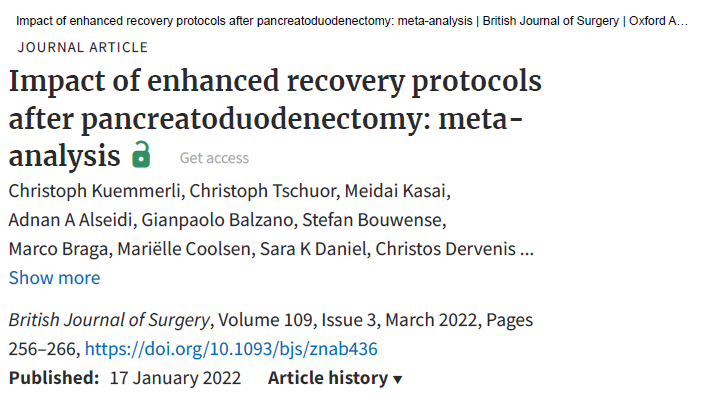 Impact of enhanced recovery protocols after pancreatoduodenectomy: meta-analysis | British Journal of Surgery | Oxford A…
JOURNAL ARTICLE
Impact of enhanced recovery protocols
after pancreatoduodenectomy: meta-
analysis Get access
Christoph Kuemmerli, Christoph Tschuor, Meidai Kasai,
Adnan A Alseidi, Gianpaolo Balzano, Stefan Bouwense,
Marco Braga, Mariëlle Coolsen, Sara K Daniel, Christos Dervenis ...
Show more
British Journal of Surgery, Volume 109, Issue 3, March 2022, Pages
256–266, https://doi.org/10.1093/bjs/znab436
Published: 17 January 2022 Article history ▾